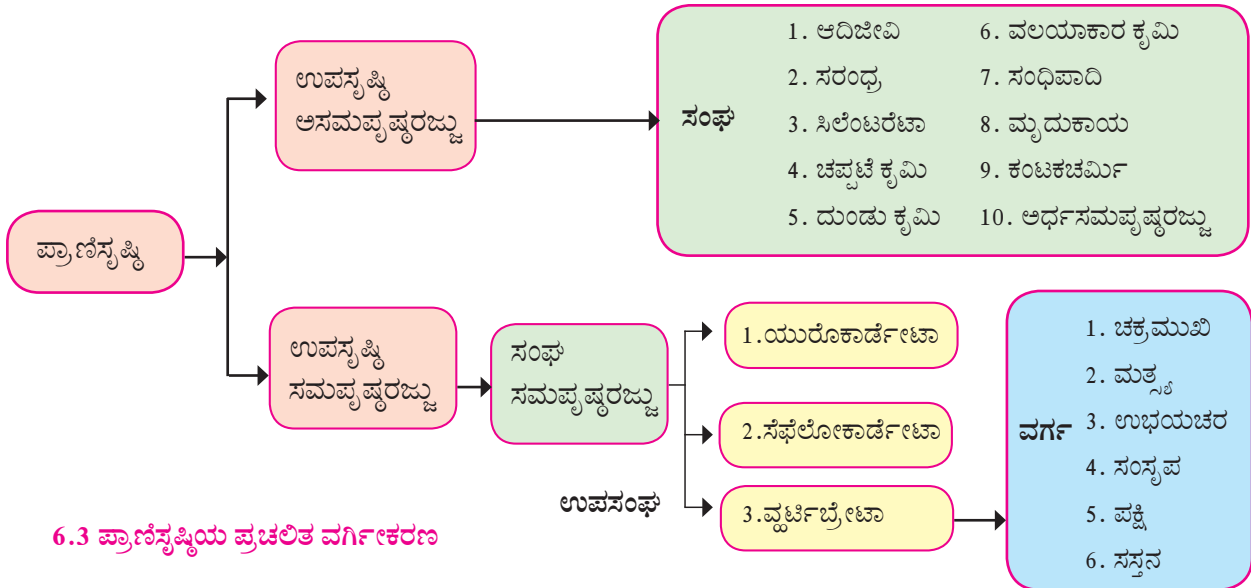 ಪ್ರಾಣಿಸೃಷ್ಠಿ
ಉಪಸೃಷ್ಠಿ
ಅಸಮಪೃಷ್ಠರಜ್ಜು
ಸಂಘ
1. ಆದಿಜೀವಿ
2. ಸರಂಧ್ರ
3. ಸಿಲೆಂಟರೆಟಾ
4. ಚಪ್ಪಟೆ ಕೃಮಿ
5. ದುಂಡು ಕೃಮಿ
6. ವಲಯಾಕಾರ ಕೃಮಿ
7. ಸಂಧಿಪಾದಿ
8. ಮೃದುಕಾಯ
9. ಕಂಟಕಚರ್ಮಿ
10. ಅರ್ಧಸಮಪೃಷ್ಠರಜ್ಜು
ಉಪಸೃಷ್ಠಿ
ಸಮಪೃಷ್ಠರಜ್ಜು
ಸಂಘ
ಸಮಪೃಷ್ಠರಜ್ಜು
ಉಪಸಂಘ
1.ಯುರೊಕಾರ್ಡೇಟಾ
2.ಸೆಫೆಲೋಕಾರ್ಡೇಟಾ
3.ವ್ಹರ್ಟಿಬ್ರೇಟಾ
ವರ್ಗ
1. ಚಕ್ರಮುಖಿ
2. ಮತ್ಸ್ಯ
3. ಉಭಯಚರ
4. ಸಂಸೃಪ
5. ಪಕ್ಷಿ
6. ಸಸ್ತನ
6.3 ಪ್ರಾಣಿಸೃಷ್ಠಿಯ ಪ್ರಚಲಿತ ವರ್ಗೀಕರಣ